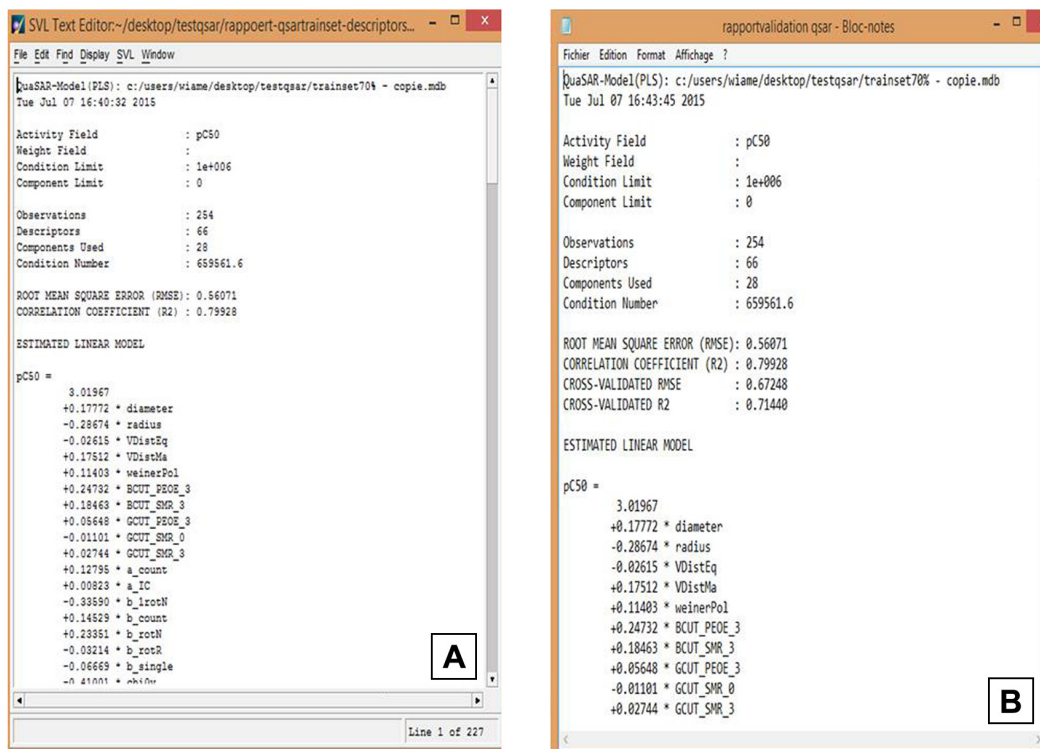 SVL Text Editor:~/desktop/testqsar/rappoert-qsartrainset-descriptors...
File Edit Find Display SVL Window
QuaSAR-Model(PLS): c:/users/wiame/desktop/testqsar/trainset70% - copie.mdb
Tue Jul 07 16:40:32 2015
Activity Field : pC50
Weight Field :
Condition Limit : 1e+006
Component Limit : 0
Observations : 254
Descriptors : 66
Components Used : 28
Condition Number : 659561.6
ROOT MEAN SQUARE ERROR (RMSE): 0.56071
CORRELATION COEFFICIENT (R2) : 0.79928
ESTIMATED LINEAR MODEL
pC50 =
3.01967
+0.17772 * diameter
-0.28674 * radius
-0.02615 * VDistEq
+0.17512 * VDistMa
+0.11403 * weinerPol
+0.24732 * BCUT_PEOE_3
+0.18463 * BCUT_SMR_3
+0.05648 * GCUT_PEOE_3
-0.01101 * GCUT_SMR_0
+0.02744 * GCUT_SMR_3
+0.12795 * a_count
+0.00823 * a_IC
-0.33590 * b_1rotN
+0.14529 * b_count
+0.23351 * b_rotN
-0.03214 * b_rotR
-0.06669 * b_single
-0.41001 * chi0v
Line 1 of 227
A
rapportvalidation qsar - Bloc-notes
Fichier Edition Format Affichage ?
QuaSAR-Model(PLS): c:/users/wiame/desktop/testqsar/trainset70% - copie.mdb
Tue Jul 07 16:43:45 2015
Activity Field : pC50
Weight Field :
Condition Limit : 1e+006
Component Limit : 0
Observations : 254
Descriptors : 66
Components Used : 28
Condition Number : 659561.6
ROOT MEAN SQUARE ERROR (RMSE): 0.56071
CORRELATION COEFFICIENT (R2) : 0.79928
CROSS-VALIDATED RMSE : 0.67248
CROSS-VALIDATED R2 : 0.71440
ESTIMATED LINEAR MODEL
pC50 =
3.01967
+0.17772 * diameter
-0.28674 * radius
-0.02615 * VDistEq
+0.17512 * VDistMa
+0.11403 * weinerPol
+0.24732 * BCUT_PEOE_3
+0.18463 * BCUT_SMR_3
+0.05648 * GCUT_PEOE_3
-0.01101 * GCUT_SMR_0
+0.02744 * GCUT_SMR_3
B